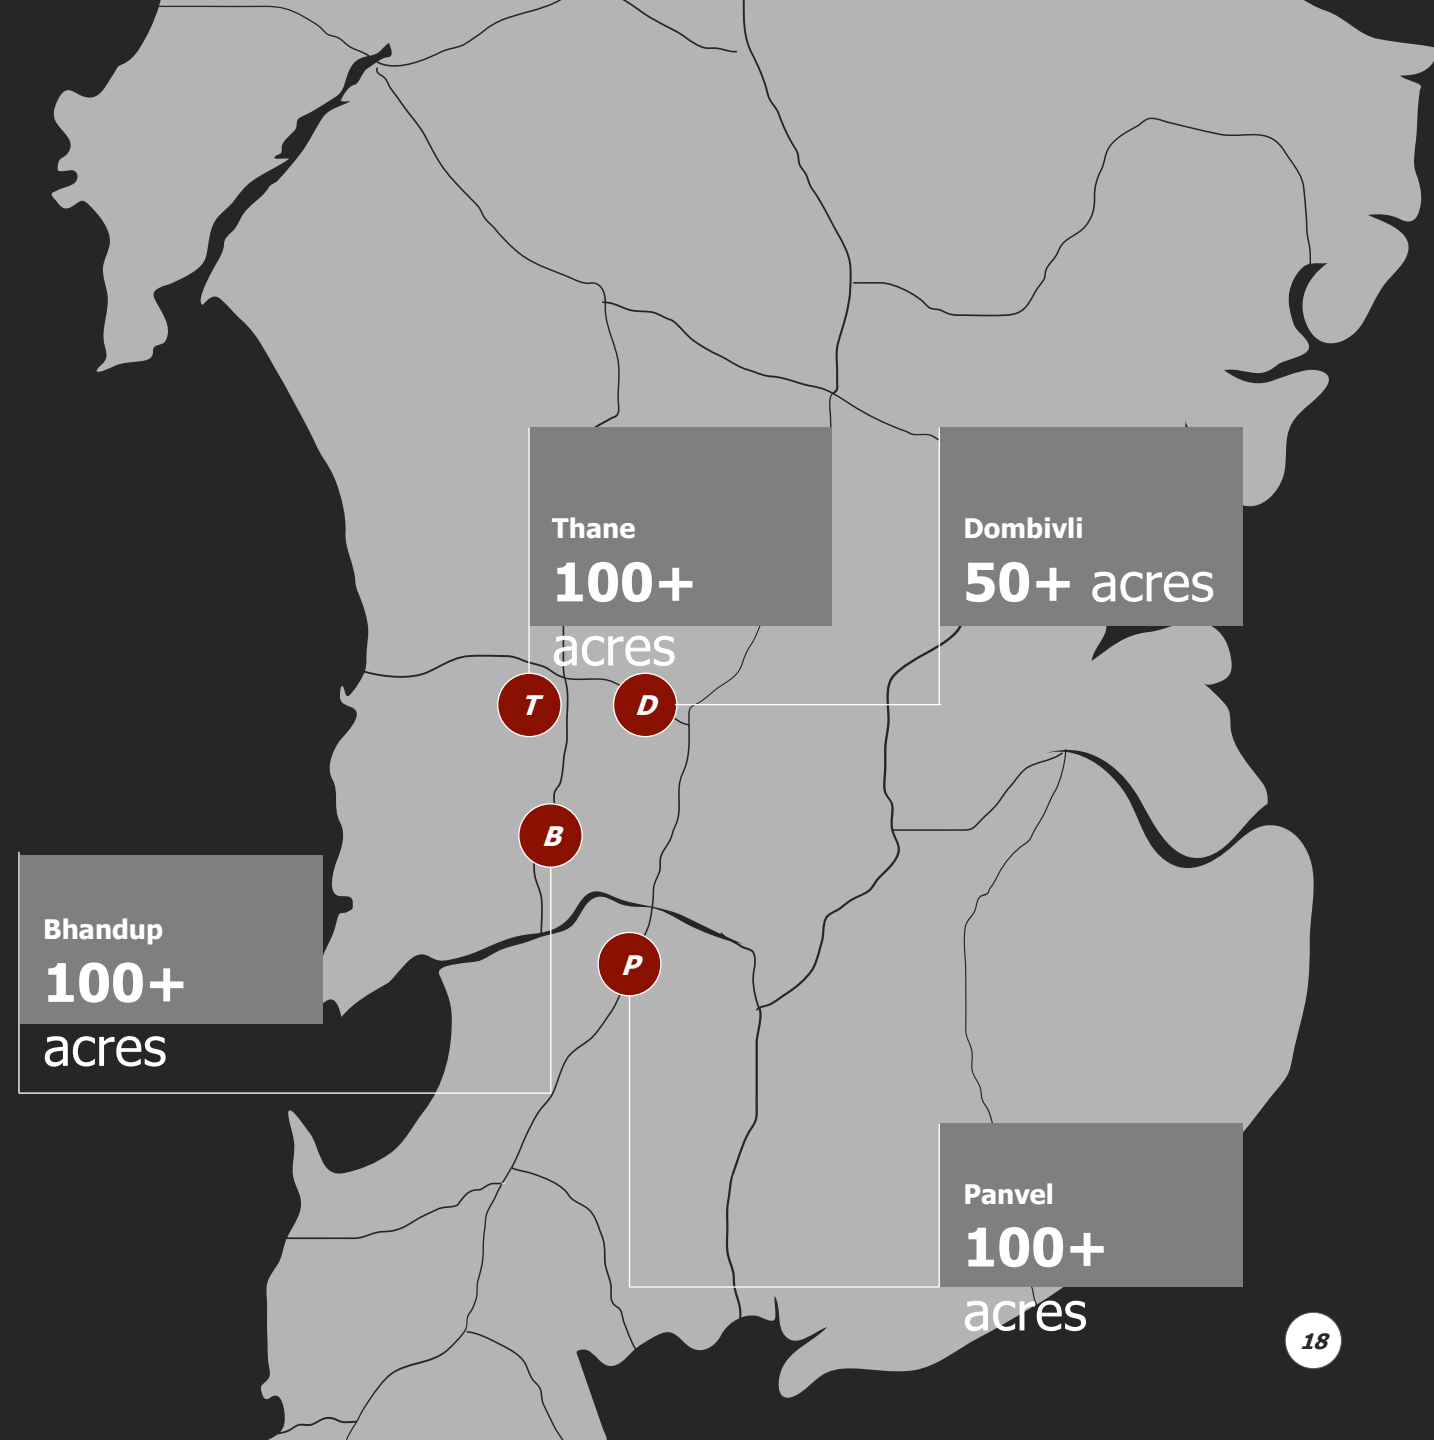 Thane
100+
acres
Dombivli
50+ acres
T
D
B
Bhandup
100+
acres
P
Panvel
100+
acres
18